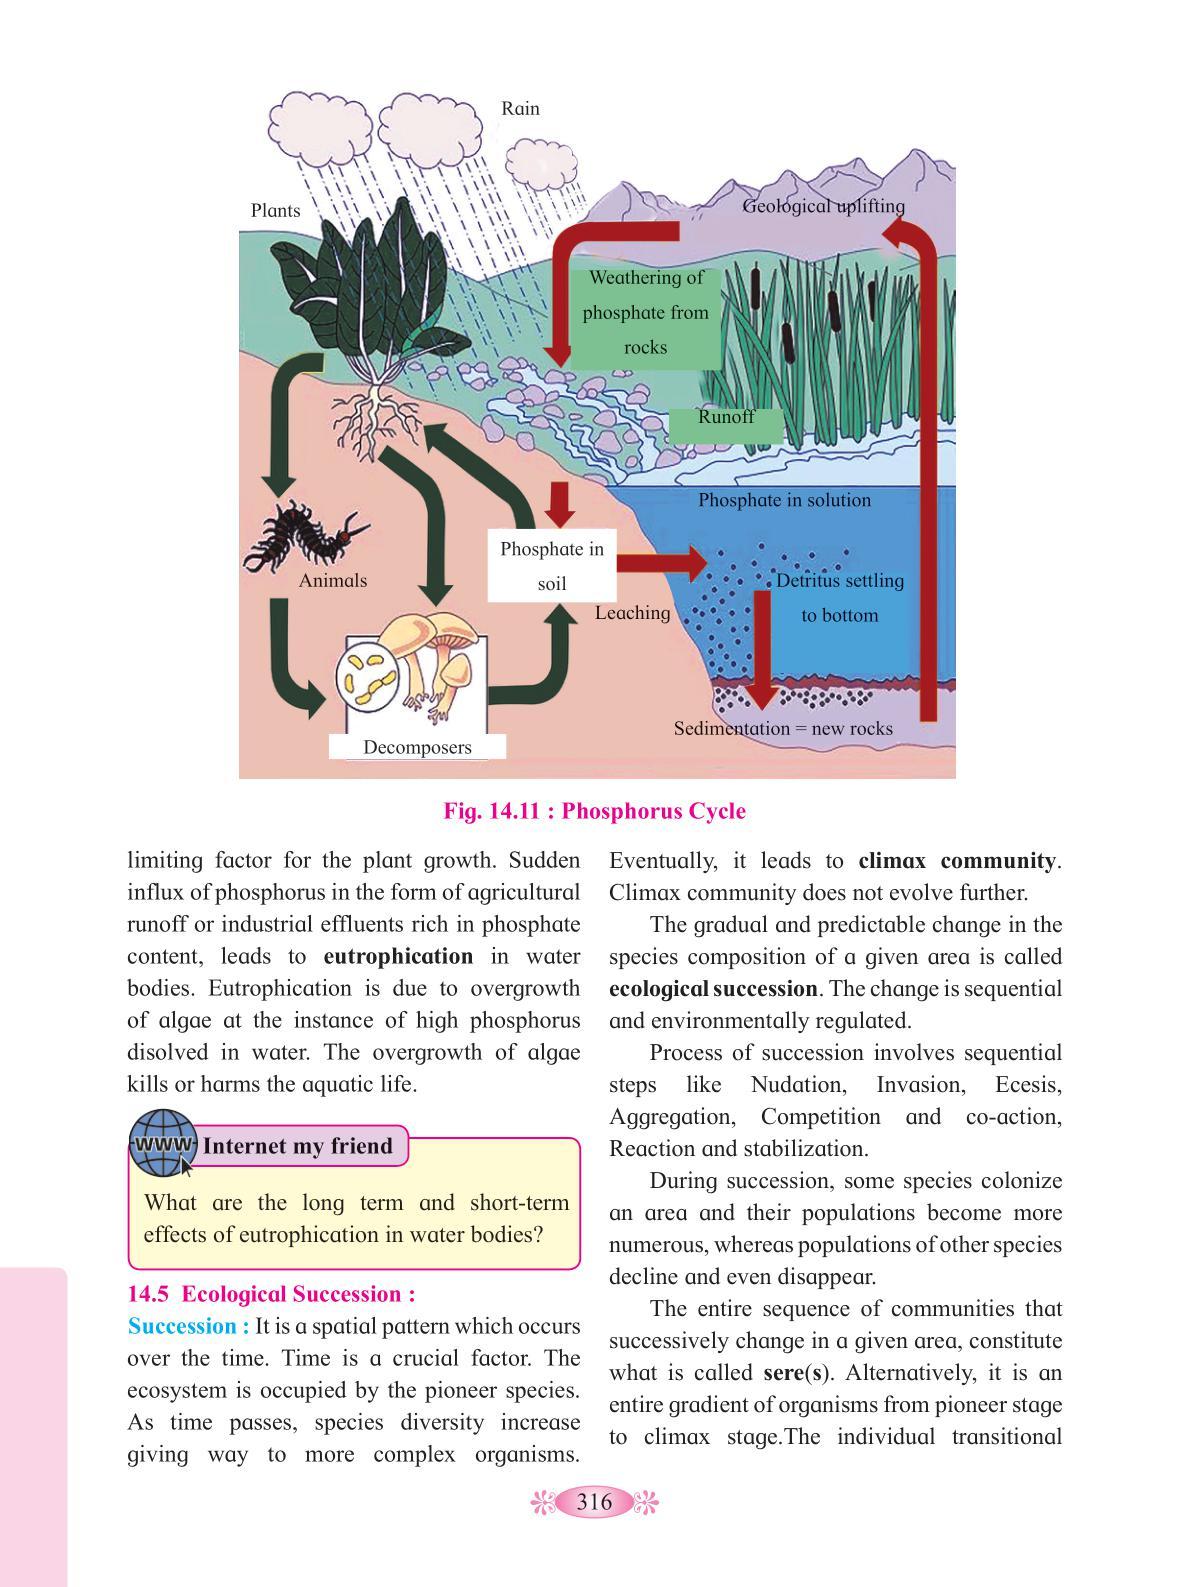 Rain
Plants
Geological uplifting
Weathering of
phosphate from
rocks
Runoff
Phosphate in solution
Phosphate in
soil
Detritus settling
to bottom
Animals
Leaching
Sedimentation = new rocks
Decomposers
Fig. 14.11 : Phosphorus Cycle
limiting factor for the plant growth. Sudden
influx of phosphorus in the form of agricultural
runoff or industrial effluents rich in phosphate
content, leads to eutrophication in water
bodies. Eutrophication is due to overgrowth
of algae at the instance of high phosphorus
disolved in water. The overgrowth of algae
kills or harms the aquatic life.
WWW
Internet my friend
What are the long term and short-term
effects of eutrophication in water bodies?
14.5 Ecological Succession :
Succession : It is a spatial pattern which occurs
over the time. Time is a crucial factor. The
ecosystem is occupied by the pioneer species.
As time passes, species diversity increase
giving way to more complex organisms.
Eventually, it leads to climax community.
Climax community does not evolve further.
The gradual and predictable change in the
species composition of a given area is called
ecological succession. The change is sequential
and environmentally regulated.
Process of succession involves sequential
steps like Nudation, Invasion, Ecesis,
Aggregation, Competition and co-action,
Reaction and stabilization.
During succession, some species colonize
an area and their populations become more
numerous, whereas populations of other species
decline and even disappear.
The entire sequence of communities that
successively change in a given area, constitute
what is called sere(s). Alternatively, it is an
entire gradient of organisms from pioneer stage
to climax stage.The individual transitional
316